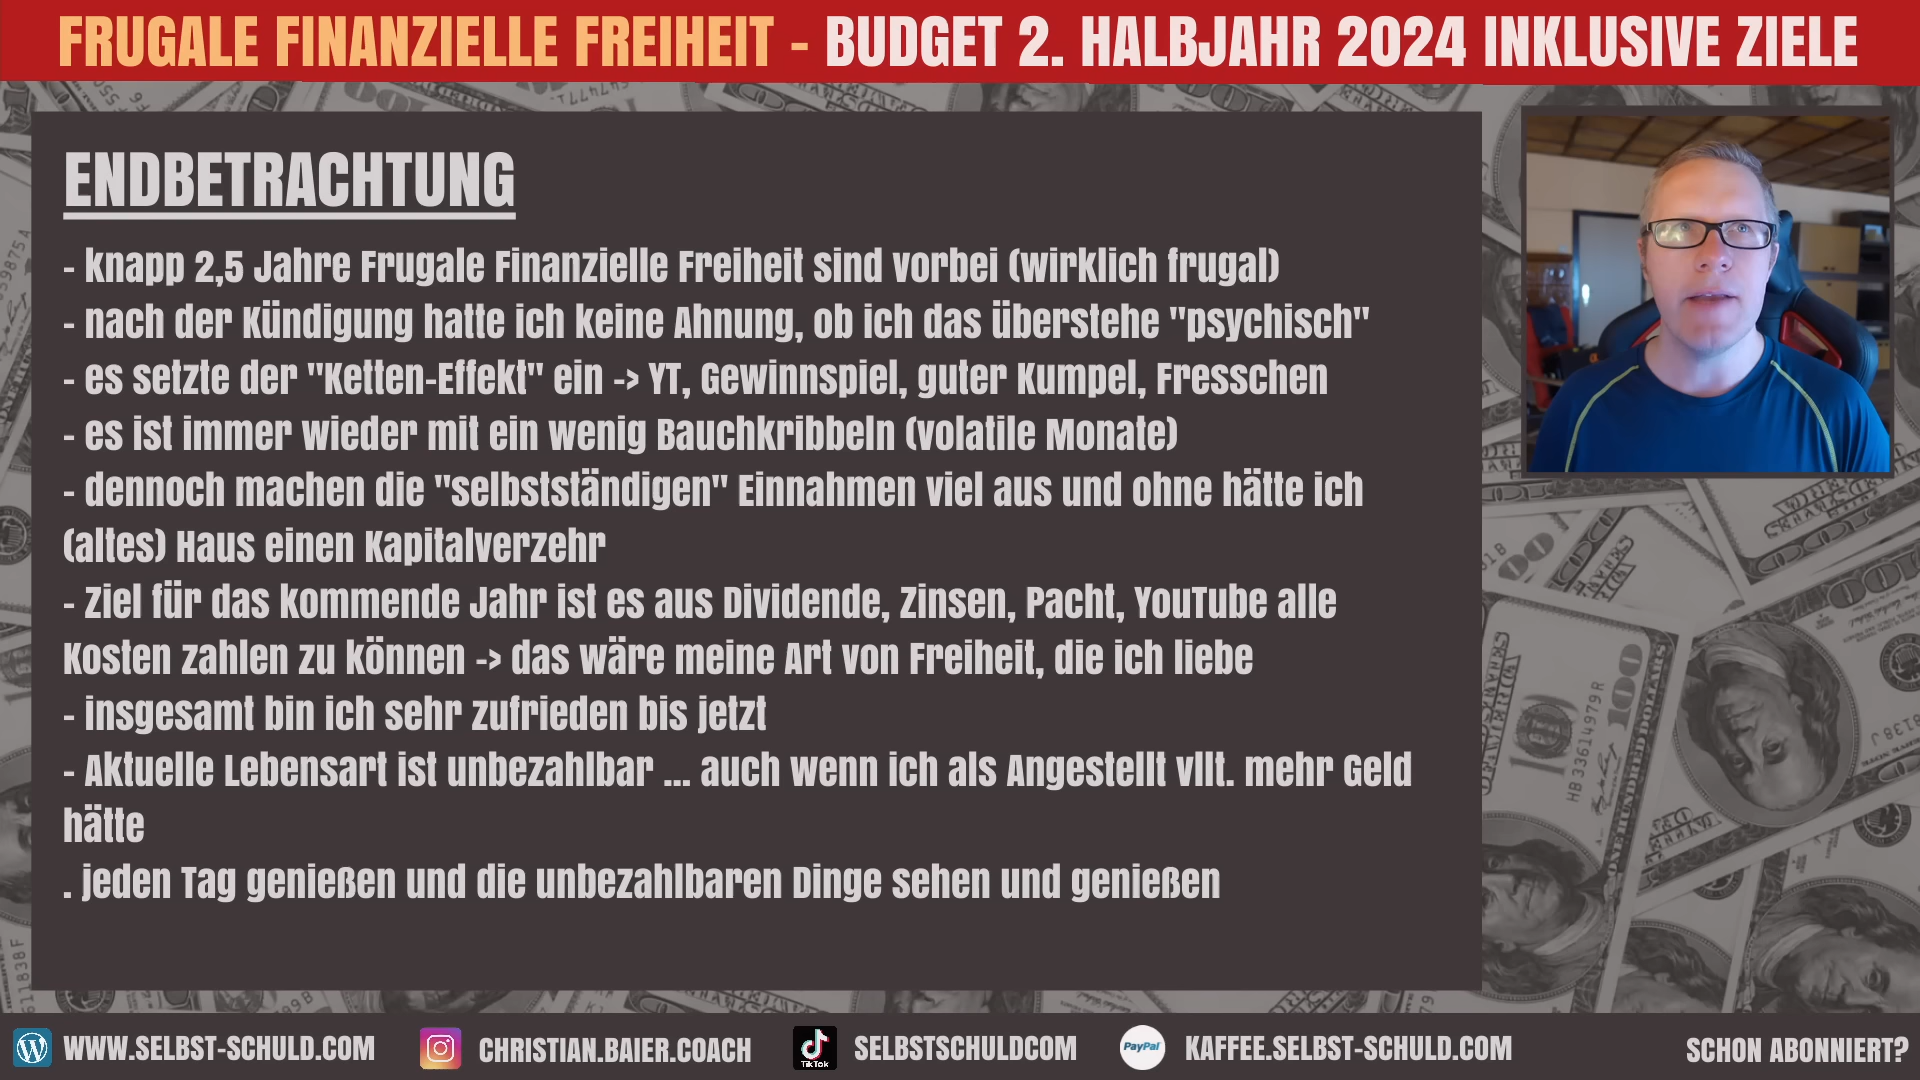 FRUGALE FINANZIELLE FREIHEIT - BUDGET 2. HALBJAHR 2024 INKLUSIVE ZIELE
ENDBETRACHTUNG
- knapp 2,5 Jahre Frugale Finanzielle Freiheit sind vorbei (wirklich frugal)
- nach der Kündigung hatte ich keine Ahnung, ob ich das überstehe "psychisch"
- es setzte der "Ketten-Effekt" ein -> YT, Gewinnspiel, guter Kumpel, Fresschen
- es ist immer wieder mit ein wenig Bauchkribbeln (volatile Monate)
- dennoch machen die "selbstständigen" Einnahmen viel aus und ohne hätte ich
(altes) Haus einen Kapitalverzehr
- Ziel für das kommende Jahr ist es aus Dividende, Zinsen, Pacht, YouTube alle
Kosten zahlen zu können -> das wäre meine Art von Freiheit, die ich liebe
- insgesamt bin ich sehr zufrieden bis jetzt
- Aktuelle Lebensart ist unbezahlbar ... auch wenn ich als Angestellt vllt. mehr Geld
hätte
. jeden Tag genießen und die unbezahlbaren Dinge sehen und genießen
HB33614979R
WWW.SELBST-SCHULD.COM
CHRISTIAN.BAIER.COACH
TikTok
SELBSTSCHULDCOM
PayPal
KAFFEE.SELBST-SCHULD.COM
SCHON ABONNIERT?